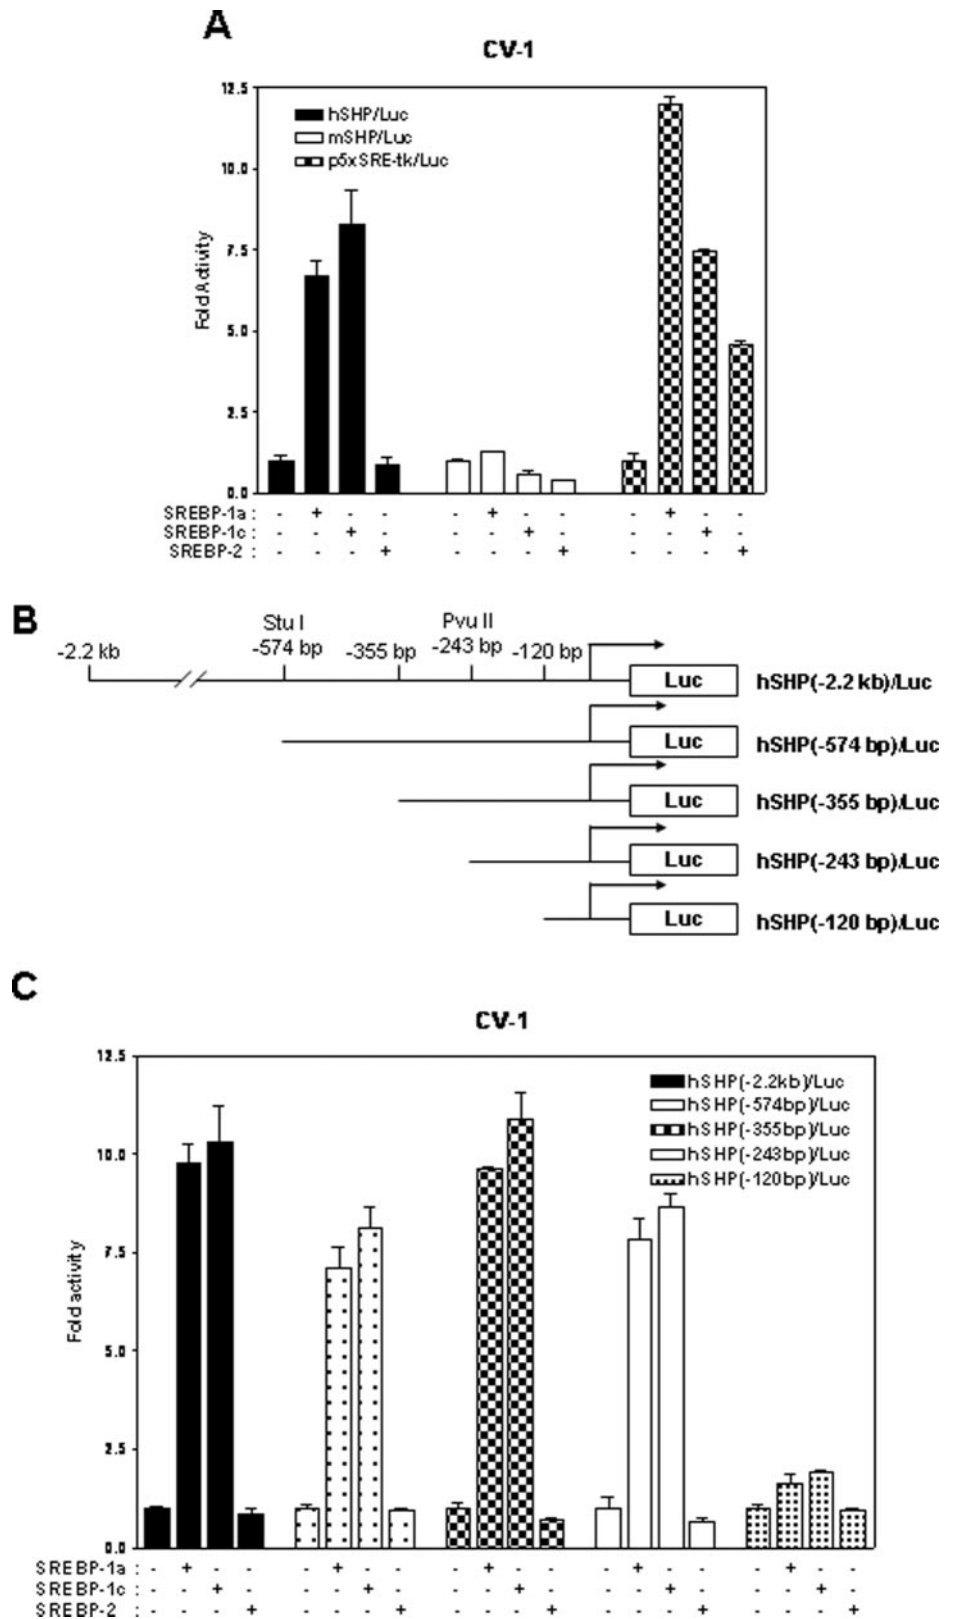 A
CV-1
12.5
10.0
7.5
5.0
2.5
0.0
Fold Activity
hSHP/Luc
mSHP/Luc
p5xSRE-tk/Luc
SREBP-1a : - + - - - + - - - + - -
SREBP-1c : - - + - - - + - - - + -
SREBP-2 : - - - + - - - + - - - +
B
-2.2 kb
Stu I
-574 bp
-355 bp
Pvu II
-243 bp
-120 bp
Luc hSHP(-2.2 kb)/Luc
Luc hSHP(-574 bp)/Luc
Luc hSHP(-355 bp)/Luc
Luc hSHP(-243 bp)/Luc
Luc hSHP(-120 bp)/Luc
C
CV-1
12.5
10.0
7.5
5.0
2.5
0.0
Fold activity
hSHP(-2.2kb)/Luc
hSHP(-574bp)/Luc
hSHP(-355bp)/Luc
hSHP(-243bp)/Luc
hSHP(-120bp)/Luc
SREBP-1a : - + - - - + - - - + - - - + - - - + - -
SREBP-1c : - - + - - - + - - - + - - - + - - - + -
SREBP-2 : - - - + - - - + - - - + - - - + - - - +